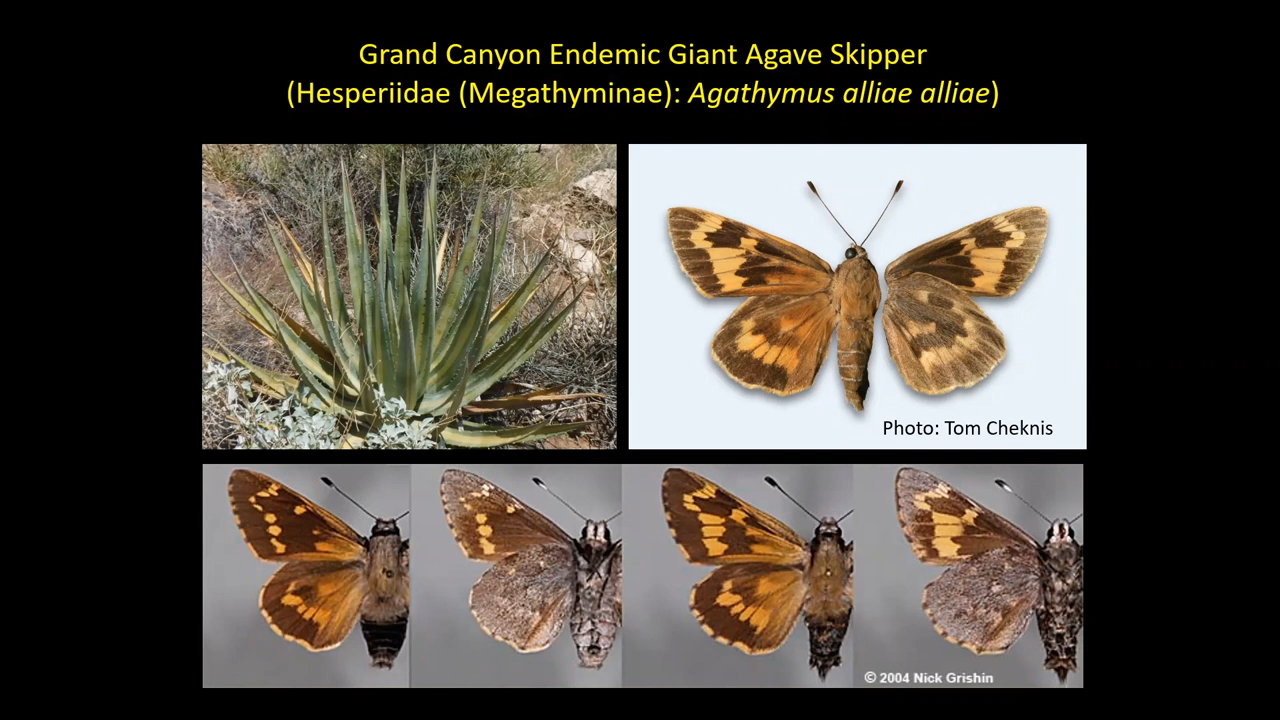 Grand Canyon Endemic Giant Agave Skipper
(Hesperiidae (Megathyminae): Agathymus alliae alliae)
Photo: Tom Cheknis
© 2004 Nick Grishin